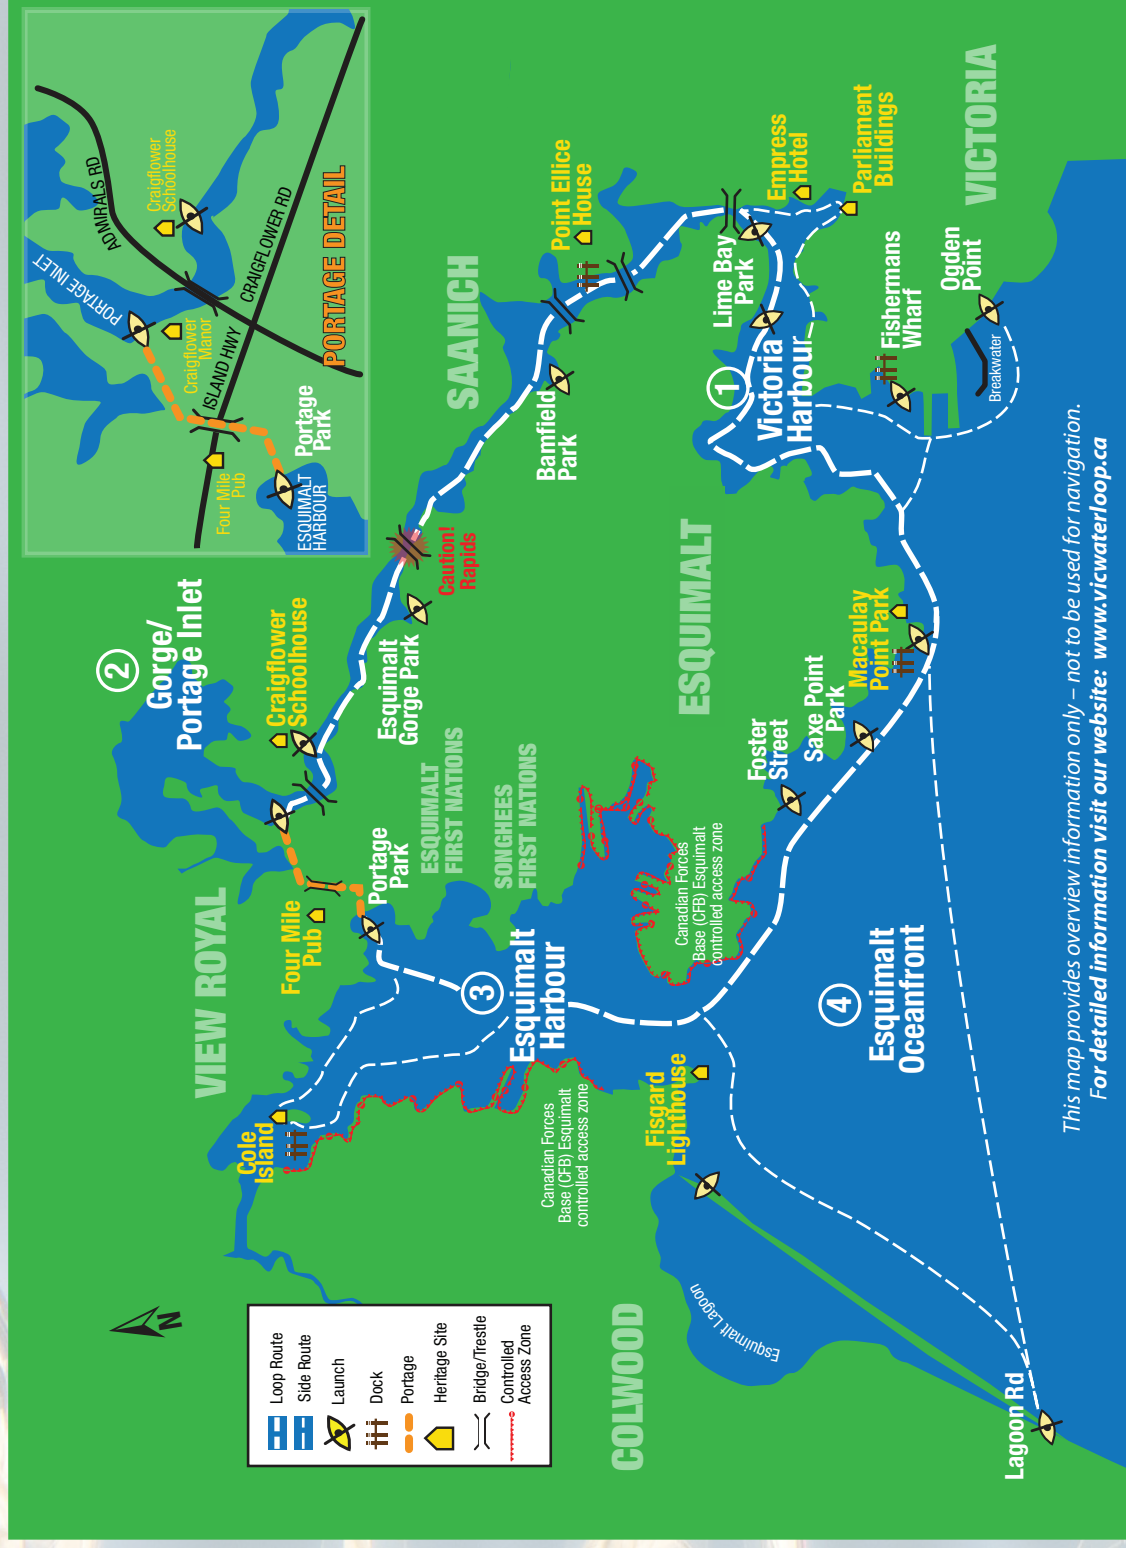 PORTAGE DETAIL
ADMIRALS RD
PORTAGE INLET
Craigflower
Schoolhouse
Craigflower
Manor
ISLAND HWY
CRAIGFLOWER RD
Four Mile
Pub
Portage
Park
ESQUIMALT
HARBOUR
2
Gorge/
Portage Inlet
VIEW ROYAL
Cole
Island
Four Mile
Pub
Craigflower
Schoolhouse
Portage
Park
Esquimalt
Gorge Park
Caution!
Rapids
SAANICH
Bamfield
Park
Point Ellice
House
ESQUIMALT
FIRST NATIONS
SONGHEES
FIRST NATIONS
3
Esquimalt
Harbour
Canadian Forces
Base (CFB) Esquimalt
controlled access zone
Canadian Forces
Base (CFB) Esquimalt
controlled access zone
Fisgard
Lighthouse
COLWOOD
Esquimalt Lagoon
Lagoon Rd
4
Esquimalt
Oceanfront
ESQUIMALT
Foster
Street
Saxe Point
Park
Macaulay
Point Park
1
Victoria
Harbour
Lime Bay
Park
Empress
Hotel
Parliament
Buildings
Fishermans
Wharf
Ogden
Point
Breakwater
VICTORIA
N
Loop Route
Side Route
Launch
Dock
Portage
Heritage Site
Bridge/Trestle
Controlled
Access Zone
This map provides overview information only – not to be used for navigation.
For detailed information visit our website: www.vicwaterloop.ca